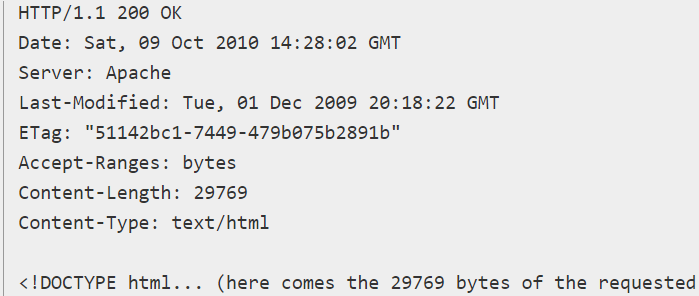 HTTP/1.1 200 OK
Date: Sat, 09 Oct 2010 14:28:02 GMT
Server: Apache
Last-Modified: Tue, 01 Dec 2009 20:18:22 GMT
ETag: "51142bc1-7449-479b075b2891b"
Accept-Ranges: bytes
Content-Length: 29769
Content-Type: text/html
<!DOCTYPE html... (here comes the 29769 bytes of the requested